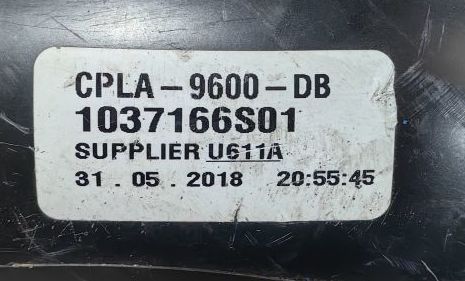 CPLA-9600-DB
1037166S01
SUPPLIER U611A
31.05.2018 20:55:45